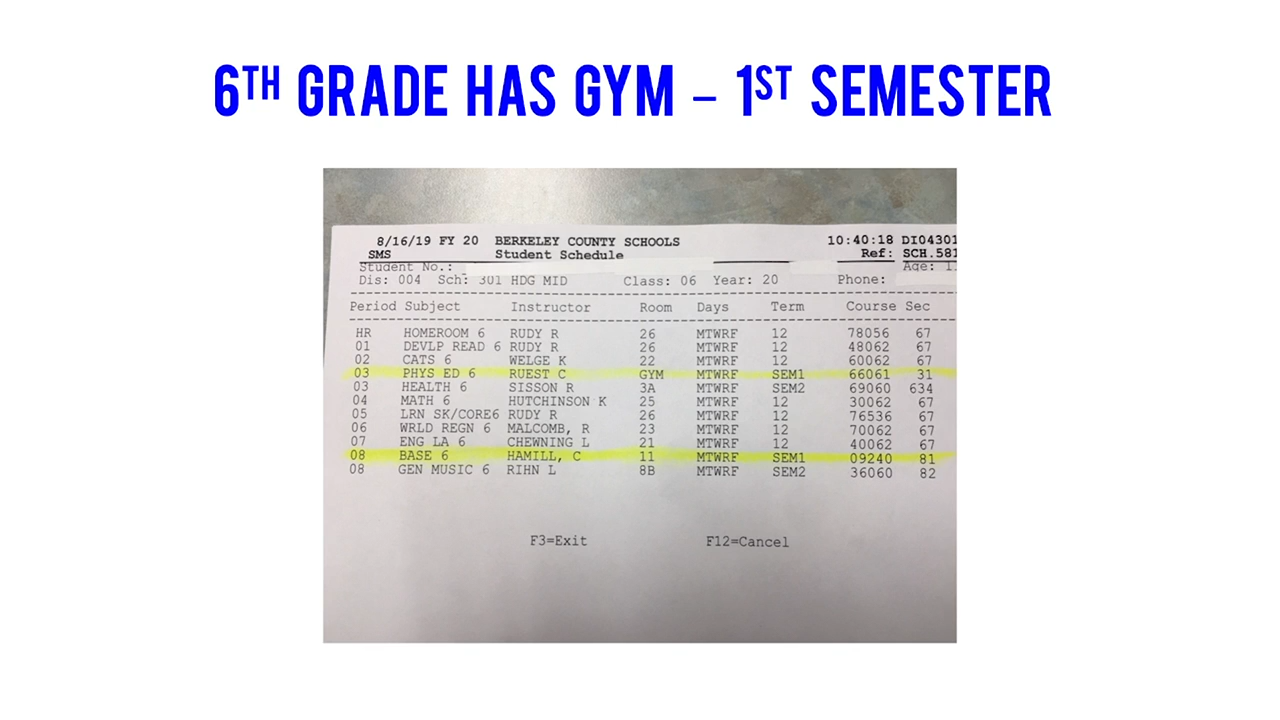 6TH GRADE HAS GYM – 1ST SEMESTER
8/16/19 FY 20 BERKELEY COUNTY SCHOOLS 10:40:18 DI04301
SMS Student Schedule Ref: SCH.581
Student No.: Age: 1
Dis: 004 Sch: 301 HDG MID Class: 06 Year: 20 Phone:
Period Subject Instructor Room Days Term Course Sec
HR HOMEROOM 6 RUDY R 26 MTWRF 12 78056 67
01 DEVLP READ 6 RUDY R 26 MTWRF 12 48062 67
02 CATS 6 WELGE K 22 MTWRF 12 60062 67
03 PHYS ED 6 RUEST C GYM MTWRF SEM1 66061 31
03 HEALTH 6 SISSON R 3A MTWRF SEM2 69060 634
04 MATH 6 HUTCHINSON K 25 MTWRF 12 30062 67
05 LRN SK/CORE6 RUDY R 26 MTWRF 12 76536 67
06 WRLD REGN 6 MALCOMB, R 23 MTWRF 12 70062 67
07 ENG LA 6 CHEWNING L 21 MTWRF 12 40062 67
08 BASE 6 HAMILL, C 11 MTWRF SEM1 09240 81
08 GEN MUSIC 6 RIHN L 8B MTWRF SEM2 36060 82
F3=Exit F12=Cancel